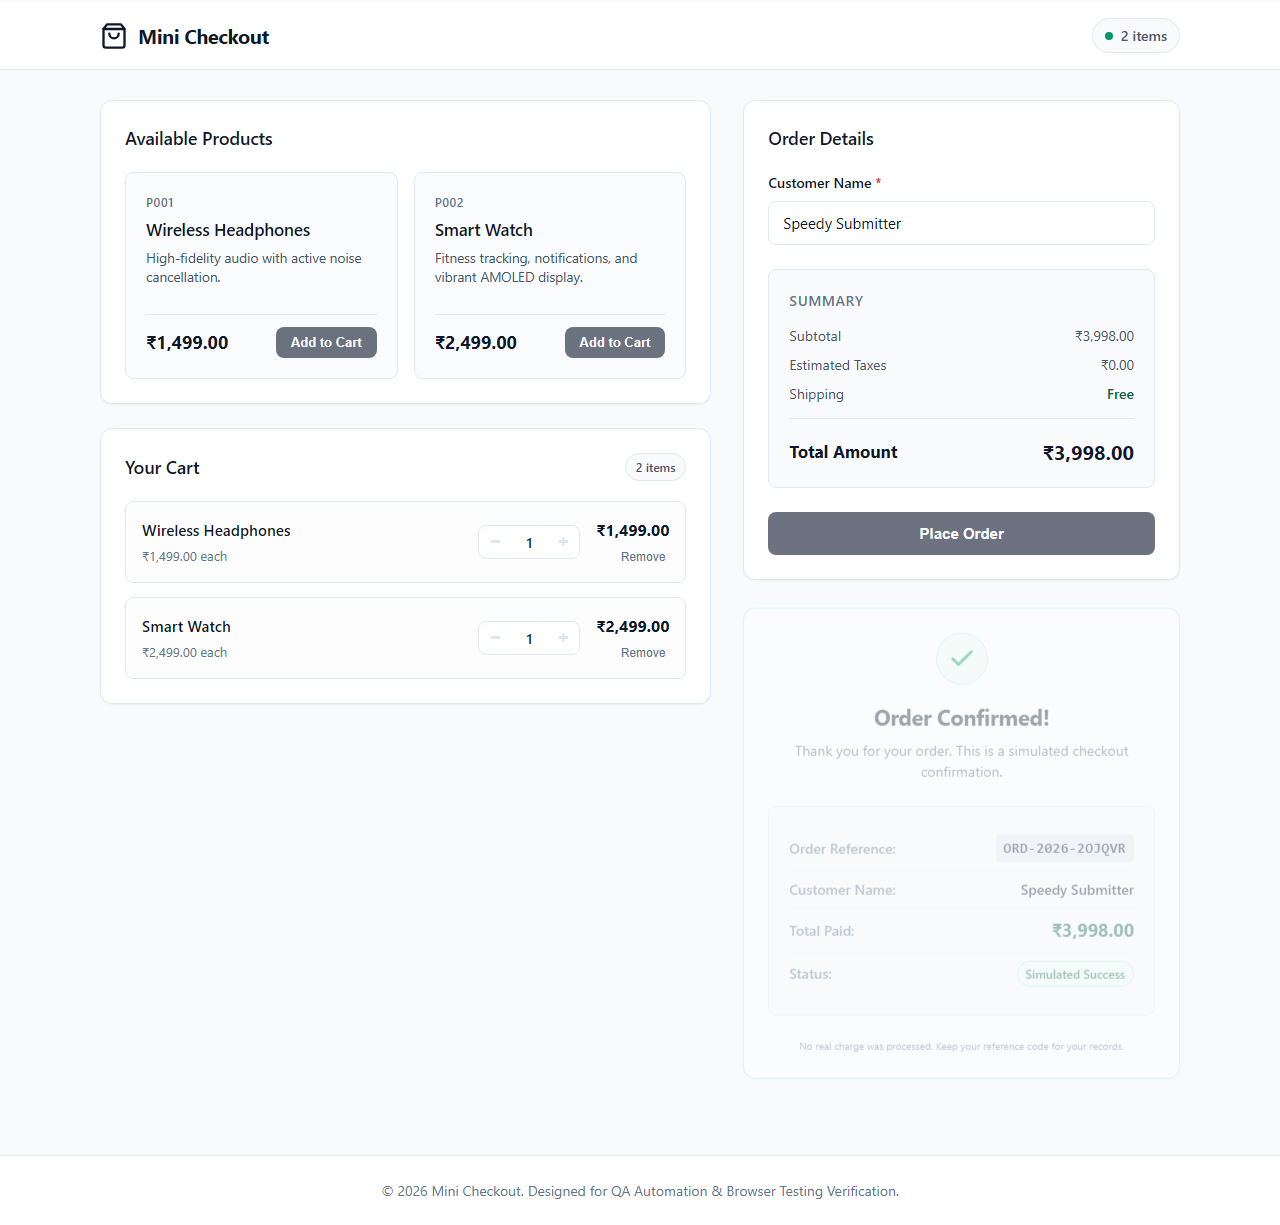 Mini Checkout
2 items
Available Products
P001
Wireless Headphones
High-fidelity audio with active noise
cancellation.
₹1,499.00
Add to Cart
P002
Smart Watch
Fitness tracking, notifications, and
vibrant AMOLED display.
₹2,499.00
Add to Cart
Your Cart
2 items
Wireless Headphones
₹1,499.00 each
− 1 +
₹1,499.00
Remove
Smart Watch
₹2,499.00 each
− 1 +
₹2,499.00
Remove
Order Details
Customer Name *
Speedy Submitter
SUMMARY
Subtotal ₹3,998.00
Estimated Taxes ₹0.00
Shipping Free
Total Amount ₹3,998.00
Place Order
Order Confirmed!
Thank you for your order. This is a simulated checkout
confirmation.
Order Reference: ORD-2026-2OJQVR
Customer Name: Speedy Submitter
Total Paid: ₹3,998.00
Status: Simulated Success
No real charge was processed. Keep your reference code for your records.
© 2026 Mini Checkout. Designed for QA Automation & Browser Testing Verification.